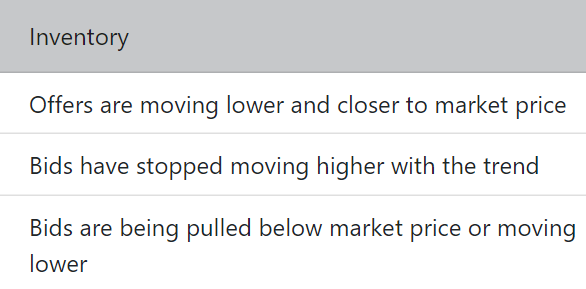 Inventory
Offers are moving lower and closer to market price
Bids have stopped moving higher with the trend
Bids are being pulled below market price or moving
lower